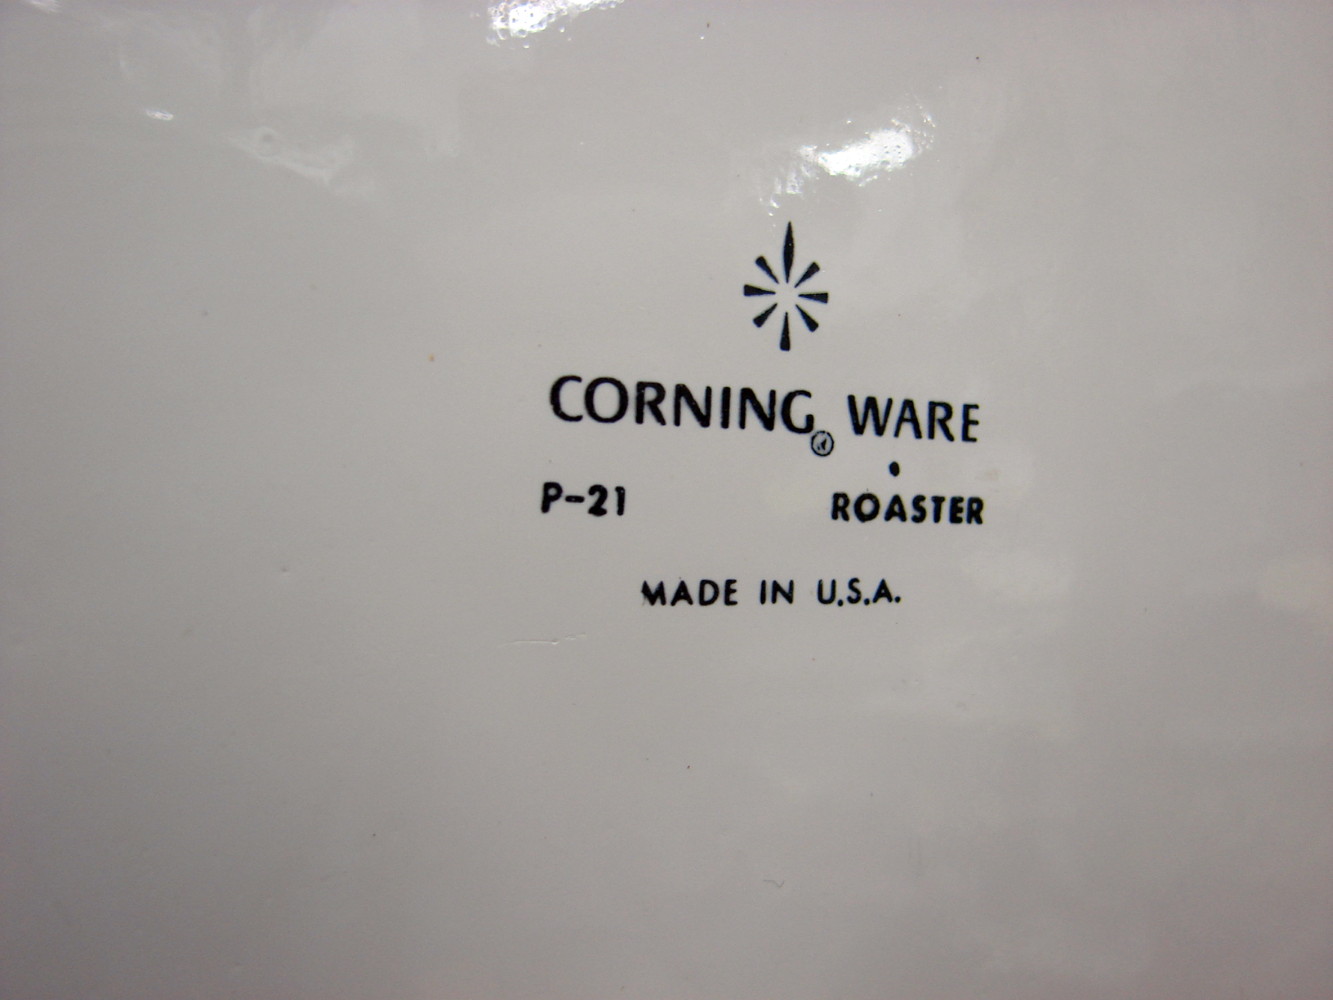 CORNING® WARE
P-21 ROASTER
MADE IN U.S.A.